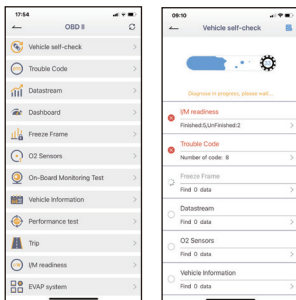 17:54
OBD II
Vehicle self-check
Trouble Code
Datastream
Dashboard
Freeze Frame
O2 Sensors
On-Board Monitoring Test
Vehicle Information
Performance test
Trip
I/M readiness
EVAP system
09:10
Vehicle self-check
Diagnose in progress, please wait...
I/M readiness
Finished:5,UnFinished:2
Trouble Code
Number of code: 8
Freeze Frame
Find 0 data
Datastream
Find 0 data
O2 Sensors
Find 0 data
Vehicle Information
Find 0 data